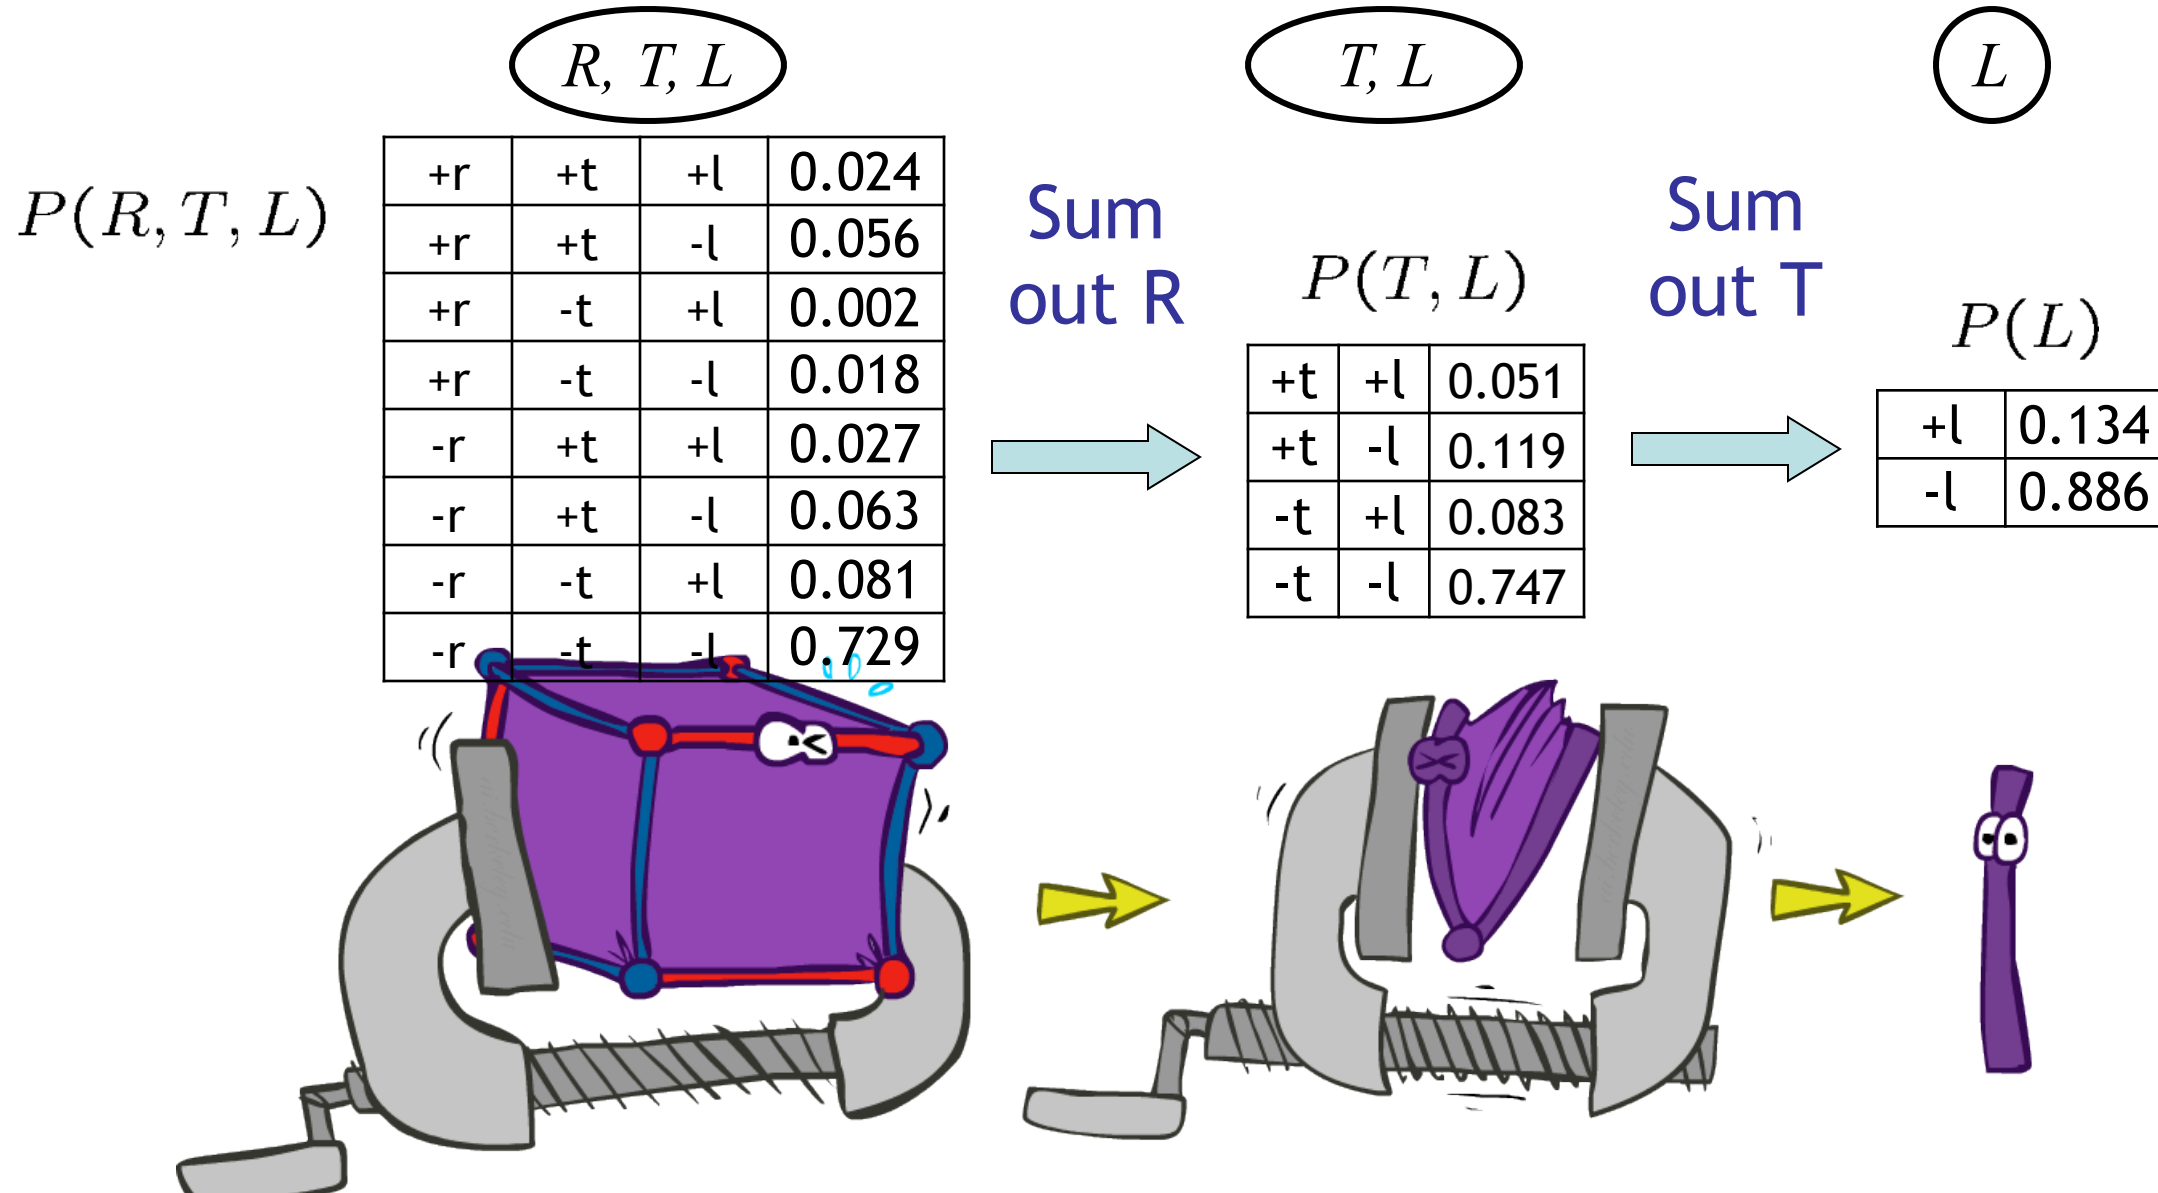 R, T, L
T, L
L
P(R, T, L)
+r +t +l 0.024
+r +t -l 0.056
+r -t +l 0.002
+r -t -l 0.018
-r +t +l 0.027
-r +t -l 0.063
-r -t +l 0.081
-r -t -l 0.729
Sum
out R
P(T, L)
+t +l 0.051
+t -l 0.119
-t +l 0.083
-t -l 0.747
Sum
out T
P(L)
+l 0.134
-l 0.886